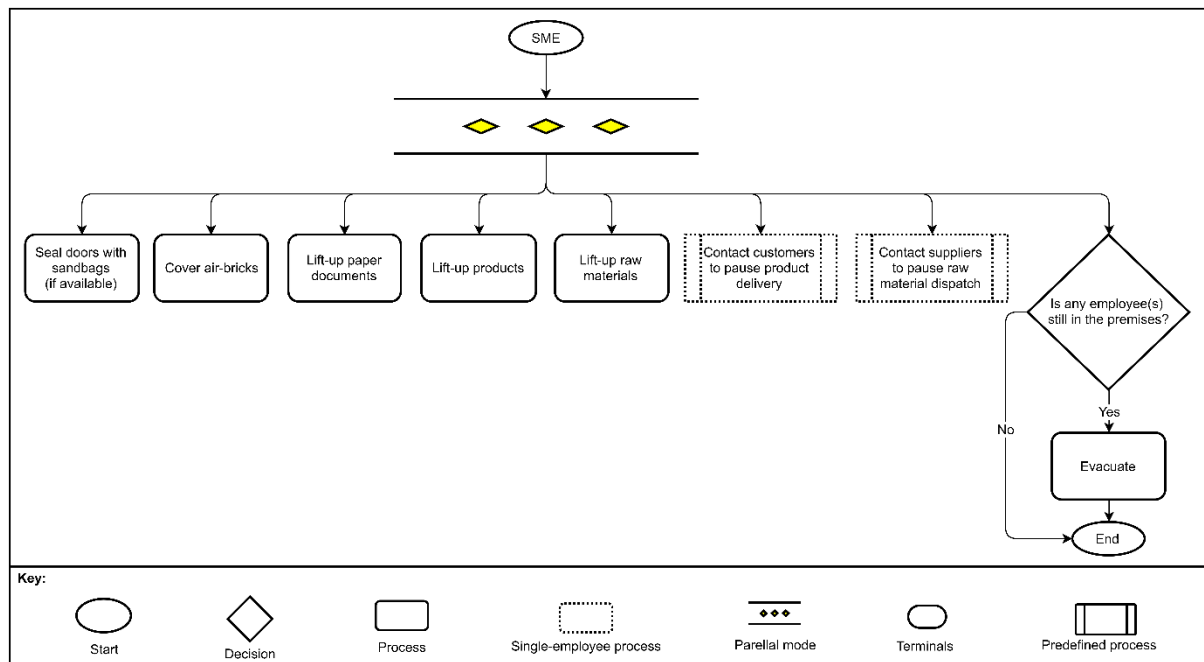 SME
Seal doors with
sandbags
(if available)
Cover air-bricks
Lift-up paper
documents
Lift-up products
Lift-up raw
materials
Contact customers
to pause product
delivery
Contact suppliers
to pause raw
material dispatch
Is any employee(s)
still in the premises?
No
Yes
Evacuate
End
Key:
Start
Decision
Process
Single-employee process
Parellal mode
Terminals
Predefined process